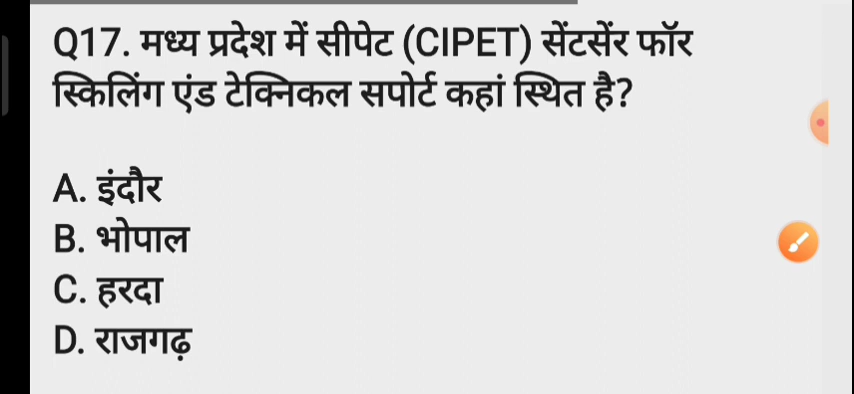 Q17. मध्य प्रदेश में सीपेट (CIPET) सेंटसेंर फॉर
स्किलिंग एंड टेक्निकल सपोर्ट कहां स्थित है?
A. इंदौर
B. भोपाल
C. हरदा
D. राजगढ़